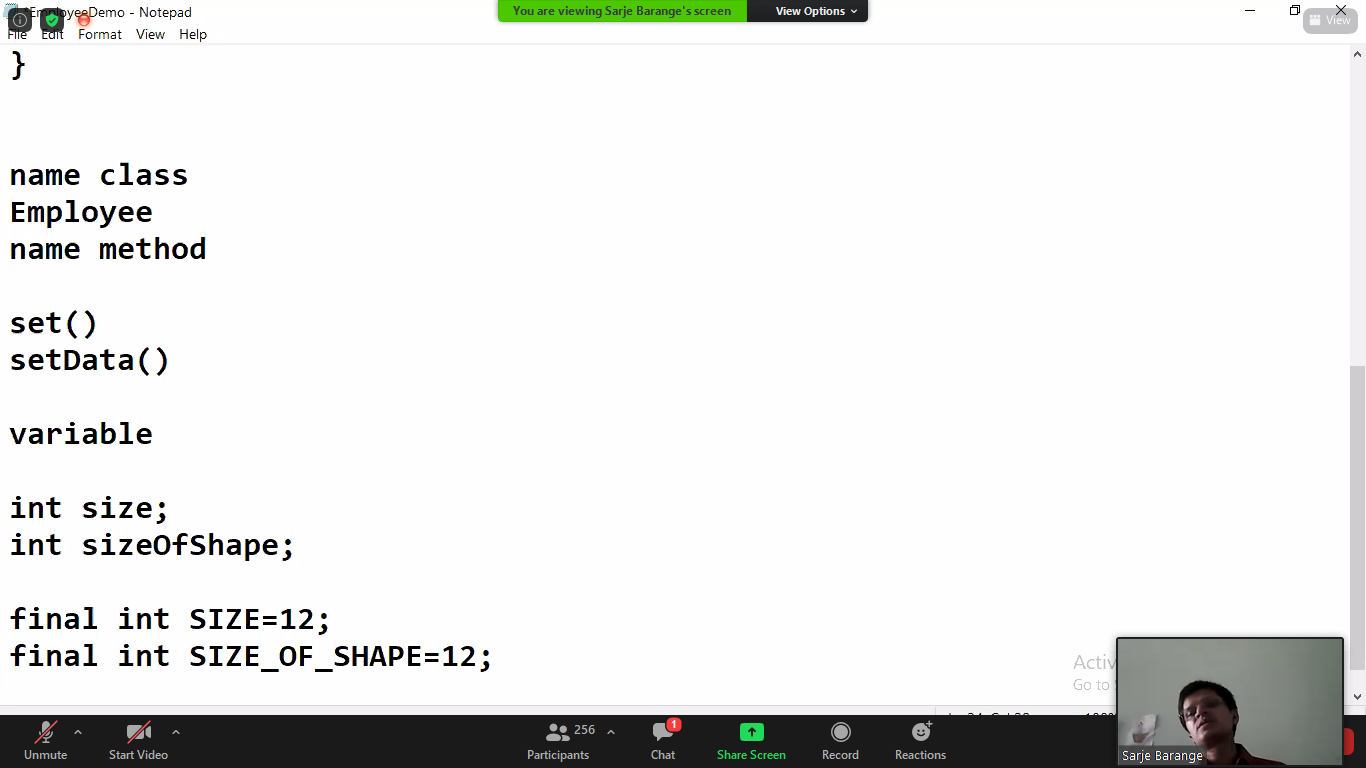 *EmployeeDemo - Notepad
You are viewing Sarje Barange's screen
View Options
View
File Edit Format View Help
}
name class
Employee
name method
set()
setData()
variable
int size;
int sizeOfShape;
final int SIZE=12;
final int SIZE_OF_SHAPE=12;
Go to
Sarje Barange
Unmute
Start Video
Participants
256
Chat
1
Share Screen
Record
Reactions